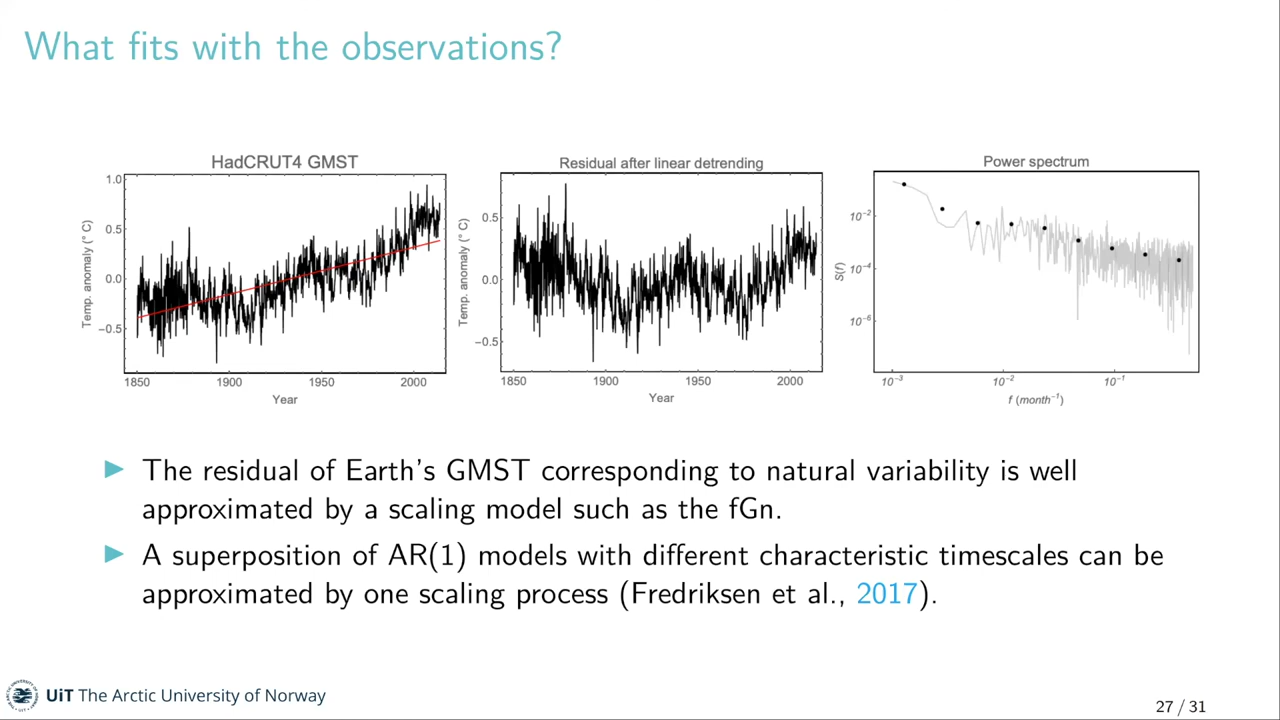 What fits with the observations?
HadCRUT4 GMST
Temp. anomaly (° C)
1.0
0.5
0.0
−0.5
1850 1900 1950 2000
Year
Residual after linear detrending
Temp. anomaly (° C)
0.5
0.0
−0.5
1850 1900 1950 2000
Year
Power spectrum
S(f)
10⁻²
10⁻⁴
10⁻⁶
10⁻³ 10⁻² 10⁻¹
f (month⁻¹)
The residual of Earth's GMST corresponding to natural variability is well
approximated by a scaling model such as the fGn.
A superposition of AR(1) models with different characteristic timescales can be
approximated by one scaling process (Fredriksen et al., 2017).
UiT The Arctic University of Norway
27 / 31